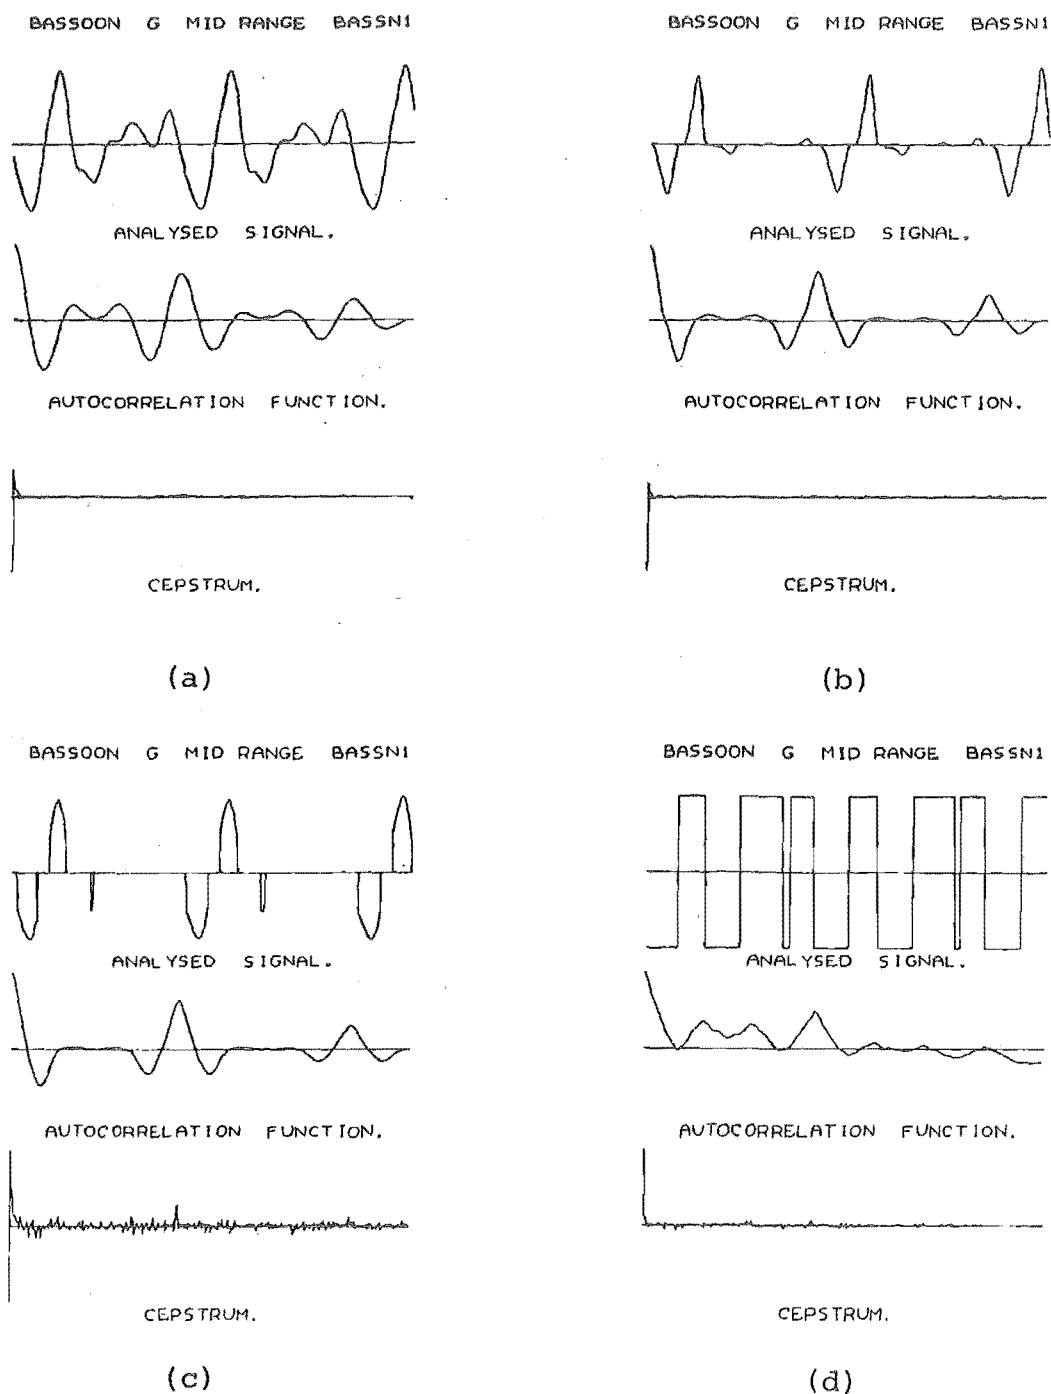 BASSOON G MID RANGE BASSN1
ANALYSED SIGNAL.
AUTOCORRELATION FUNCTION.
CEPSTRUM.
(a)
BASSOON G MID RANGE BASSN1
ANALYSED SIGNAL.
AUTOCORRELATION FUNCTION.
CEPSTRUM.
(b)
BASSOON G MID RANGE BASSN1
ANALYSED SIGNAL.
AUTOCORRELATION FUNCTION.
CEPSTRUM.
(c)
BASSOON G MID RANGE BASSN1
ANALYSED SIGNAL.
AUTOCORRELATION FUNCTION.
CEPSTRUM.
(d)